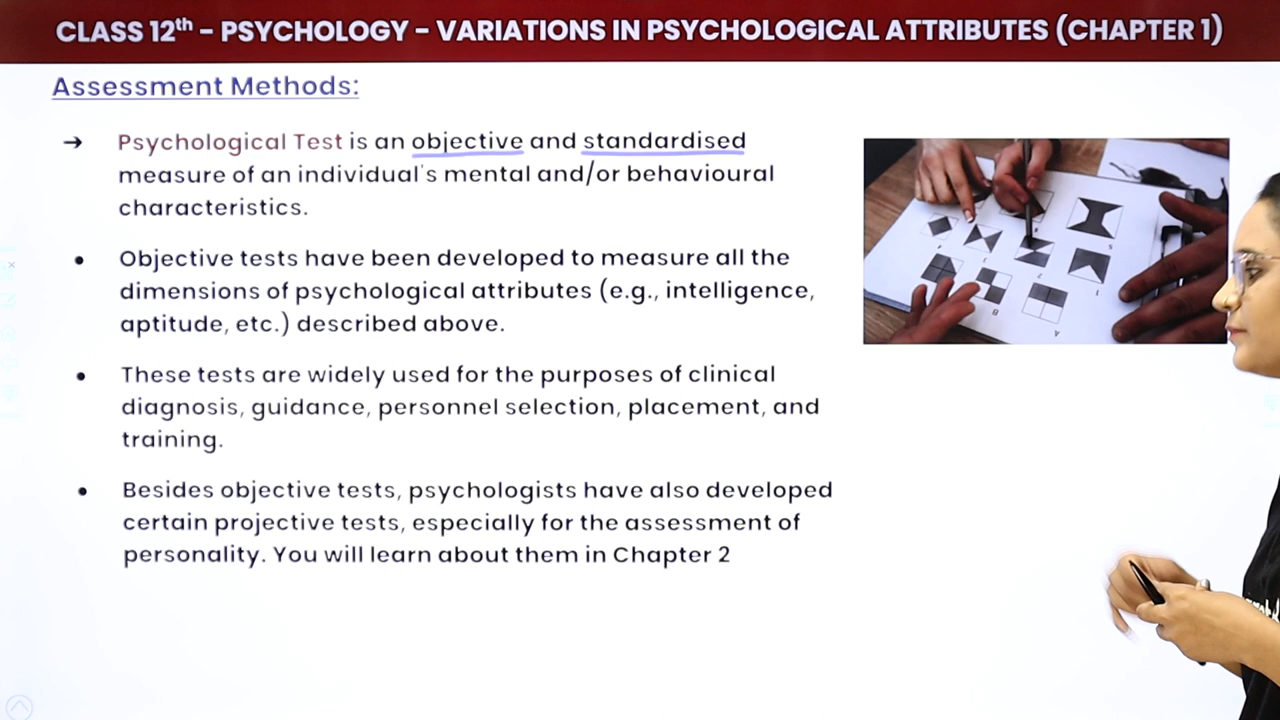 CLASS 12th – PSYCHOLOGY – VARIATIONS IN PSYCHOLOGICAL ATTRIBUTES (CHAPTER 1)
Assessment Methods:
➔ Psychological Test is an objective and standardised
measure of an individual's mental and/or behavioural
characteristics.
• Objective tests have been developed to measure all the
dimensions of psychological attributes (e.g., intelligence,
aptitude, etc.) described above.
• These tests are widely used for the purposes of clinical
diagnosis, guidance, personnel selection, placement, and
training.
• Besides objective tests, psychologists have also developed
certain projective tests, especially for the assessment of
personality. You will learn about them in Chapter 2